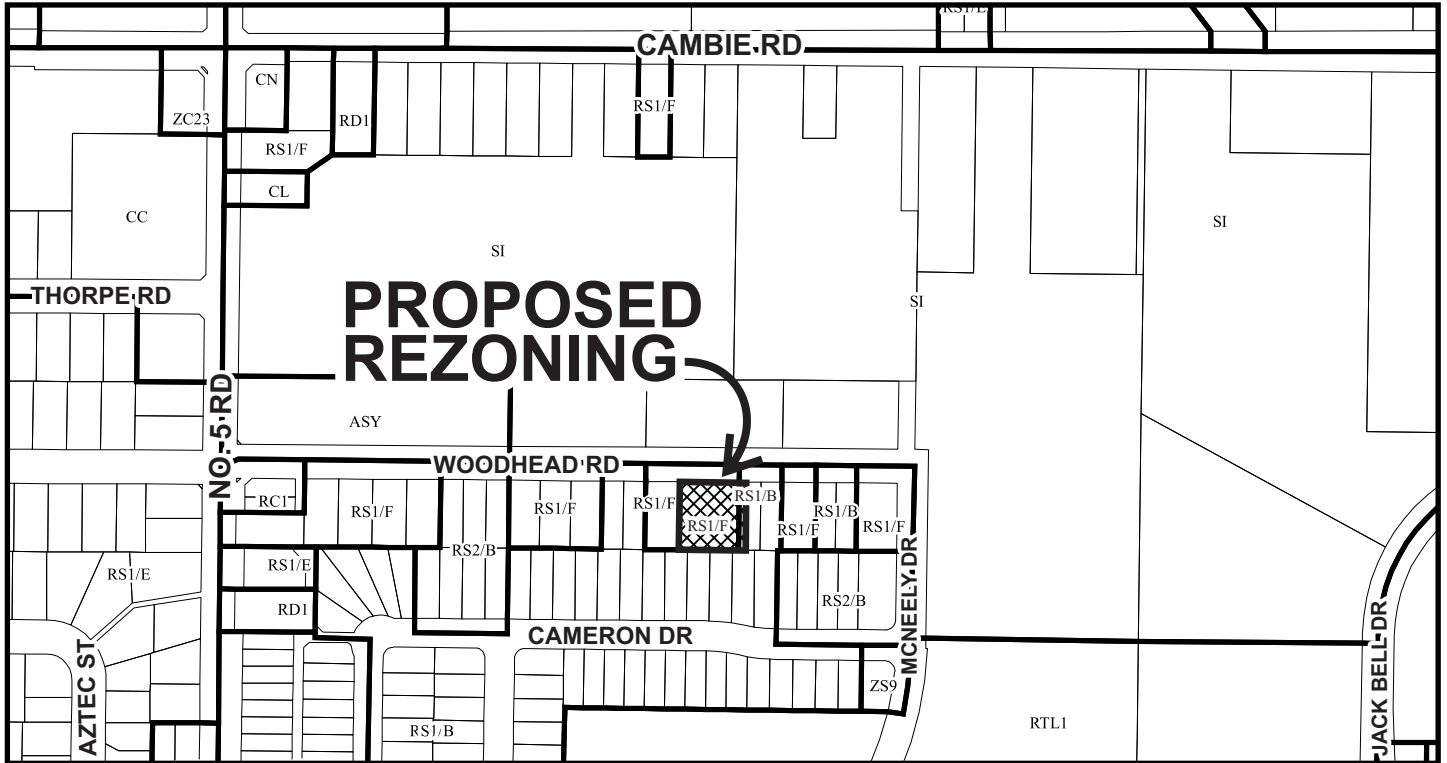 RS1/E
CAMBIE RD
CN
ZC23
RD1
RS1/F
RS1/F
CL
CC
SI
SI
SI
THORPE RD
PROPOSED
REZONING
NO. 5 RD
ASY
WOODHEAD RD
RC1
RS1/F
RS2/B
RS1/F
RS1/F
RS1/F
RS1/B
RS1/F
RS1/B
RS1/F
RS1/E
RS1/E
RD1
RS2/B
MCNEELY DR
CAMERON DR
AZTEC ST
RS1/B
ZS9
RTL1
JACK BELL DR